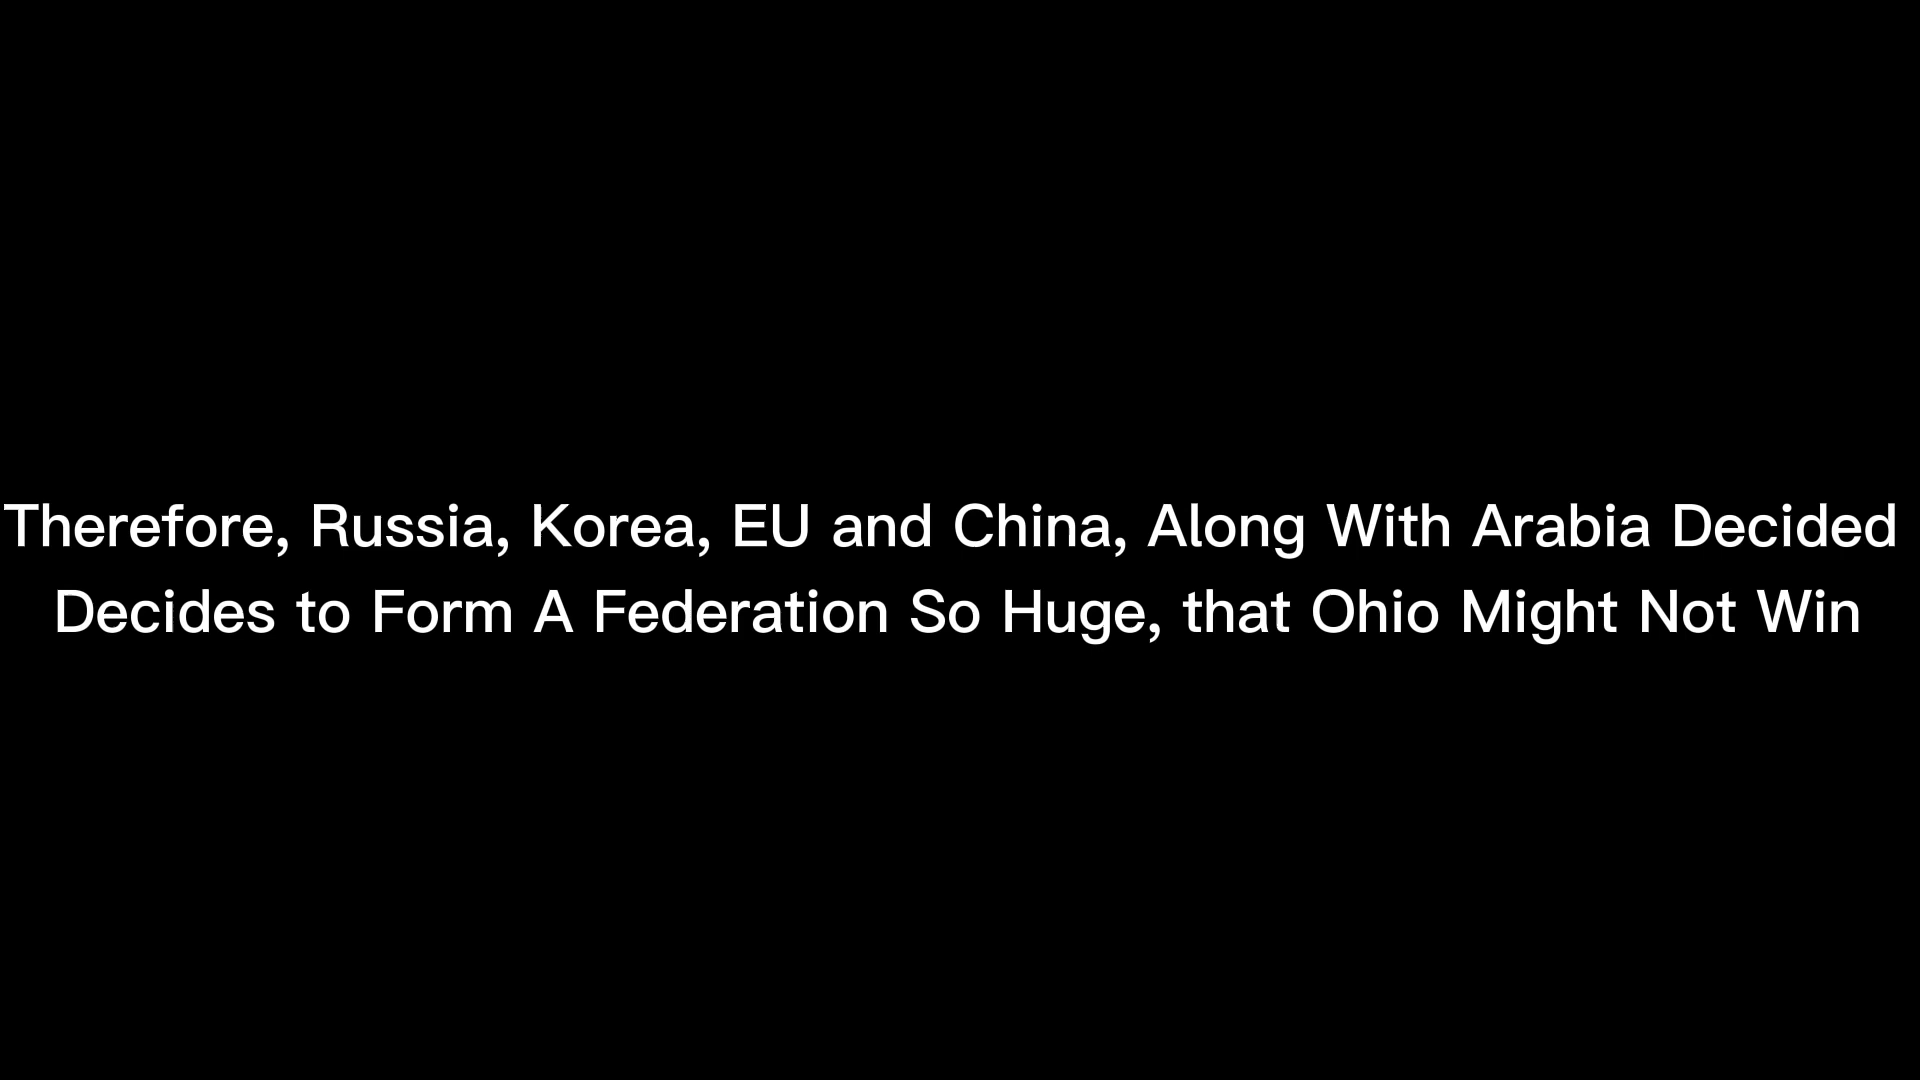 Therefore, Russia, Korea, EU and China, Along With Arabia Decided
Decides to Form A Federation So Huge, that Ohio Might Not Win